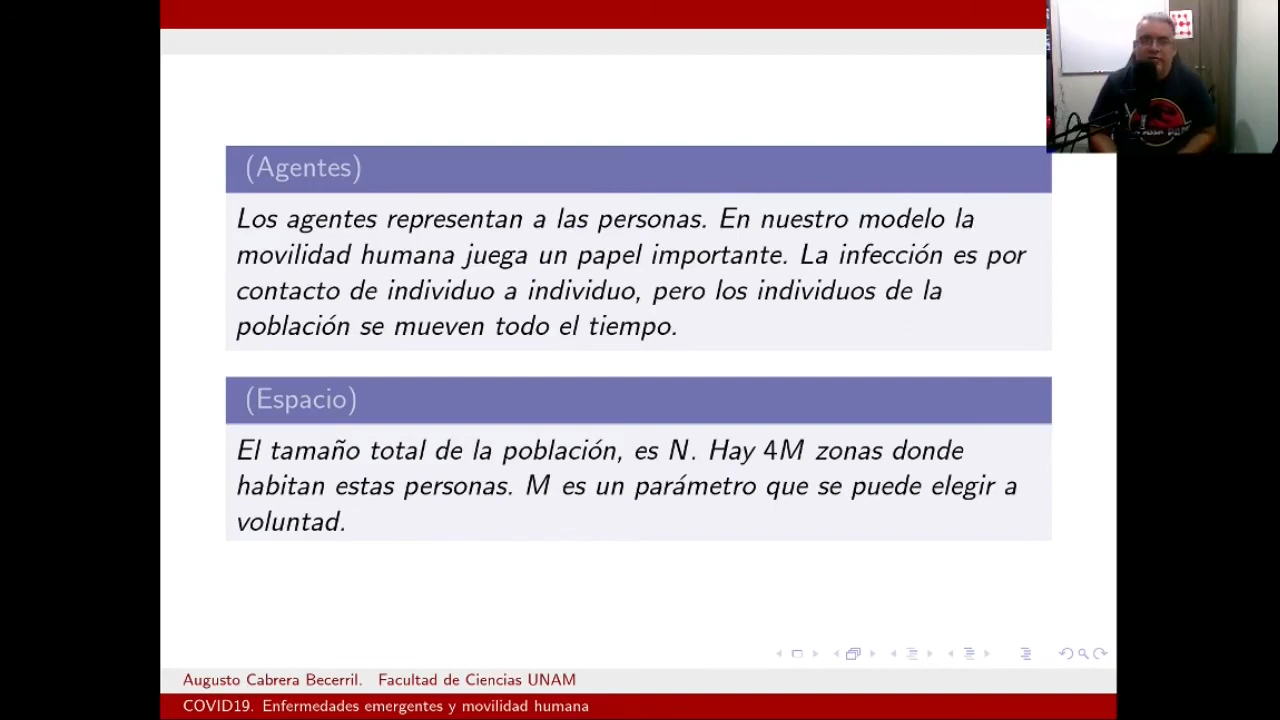 (Agentes)
Los agentes representan a las personas. En nuestro modelo la
movilidad humana juega un papel importante. La infección es por
contacto de individuo a individuo, pero los individuos de la
población se mueven todo el tiempo.
(Espacio)
El tamaño total de la población, es N. Hay 4M zonas donde
habitan estas personas. M es un parámetro que se puede elegir a
voluntad.
Augusto Cabrera Becerril. Facultad de Ciencias UNAM
COVID19. Enfermedades emergentes y movilidad humana